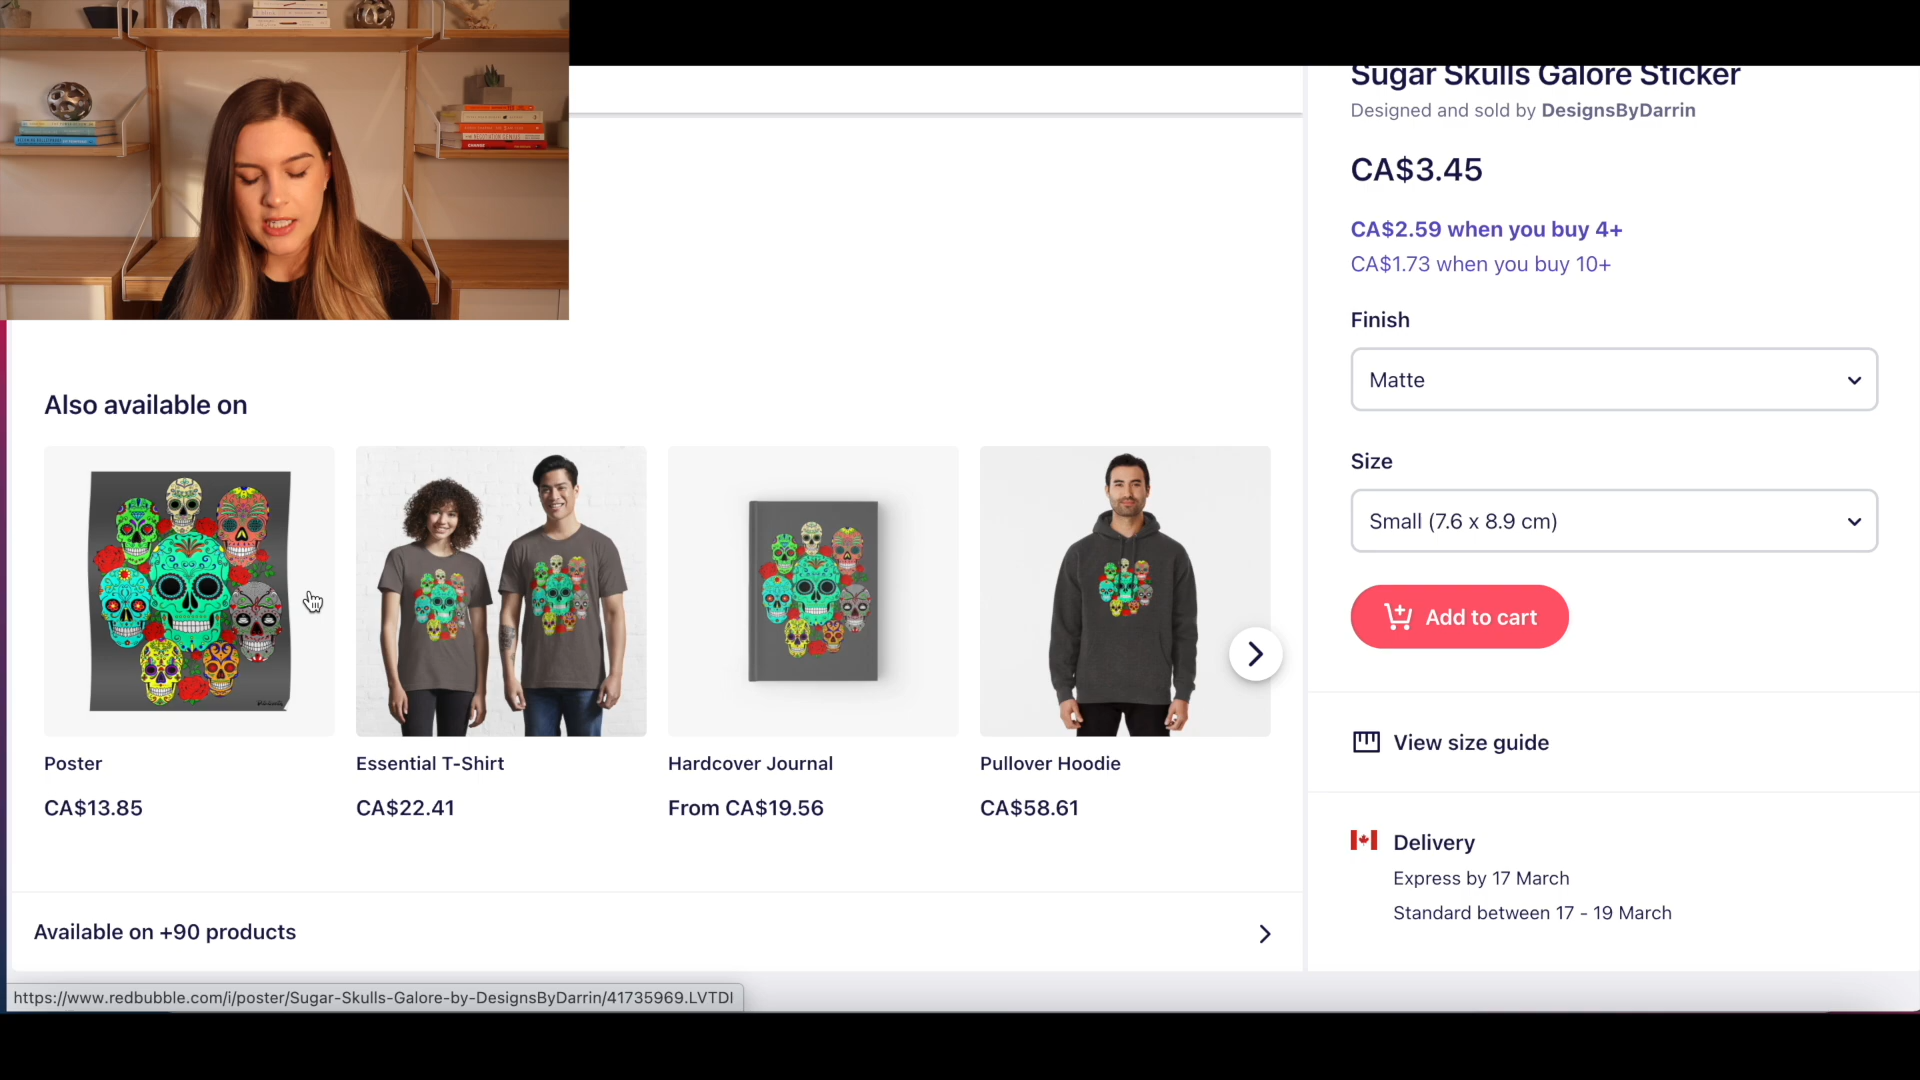 CHANGE
Sugar Skulls Galore Sticker
Designed and sold by DesignsByDarrin
CA$3.45
CA$2.59 when you buy 4+
CA$1.73 when you buy 10+
Finish
Matte
Size
Small (7.6 x 8.9 cm)
Add to cart
View size guide
Delivery
Express by 17 March
Standard between 17 - 19 March
Also available on
Poster
CA$13.85
Essential T-Shirt
CA$22.41
Hardcover Journal
From CA$19.56
Pullover Hoodie
CA$58.61
Available on +90 products
https://www.redbubble.com/i/poster/Sugar-Skulls-Galore-by-DesignsByDarrin/41735969.LVTDI